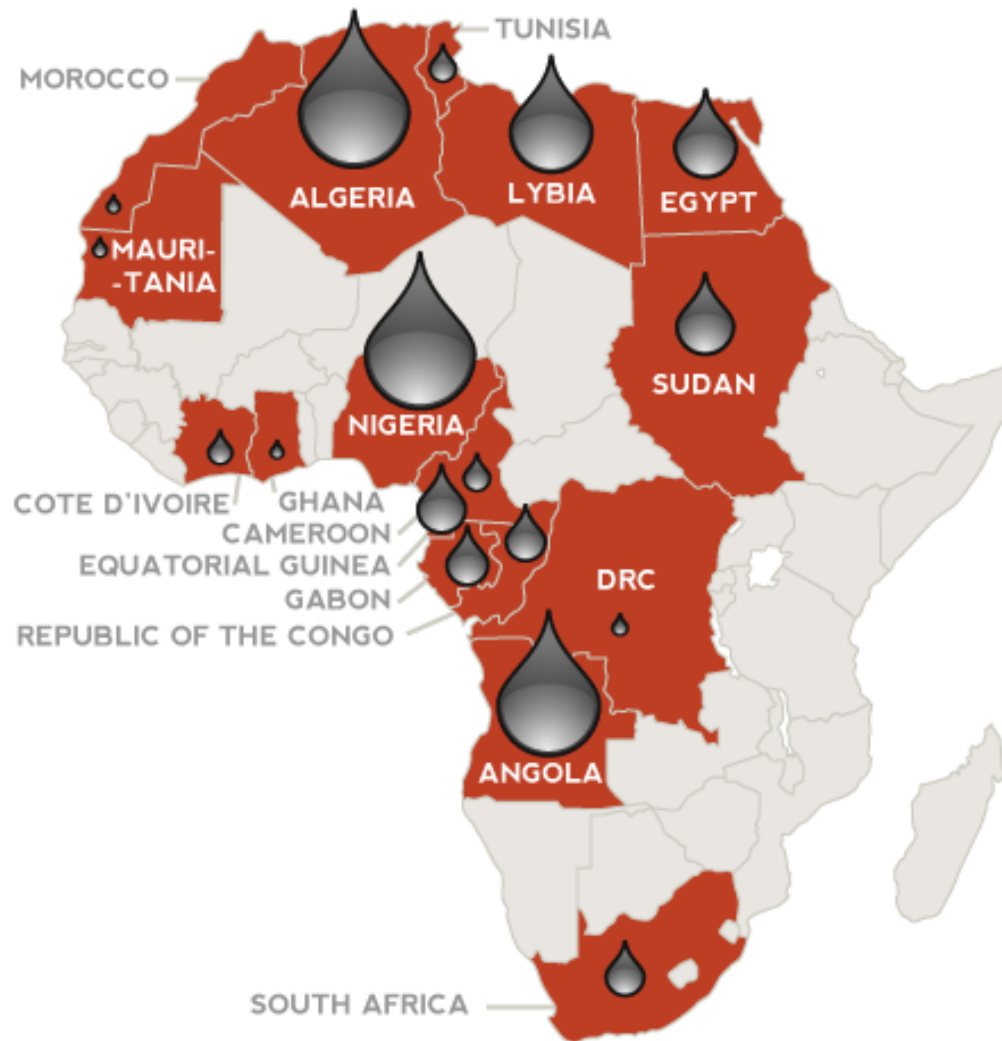 TUNISIA
MOROCCO
ALGERIA
LYBIA
EGYPT
MAURI-
-TANIA
SUDAN
NIGERIA
COTE D'IVOIRE
GHANA
CAMEROON
EQUATORIAL GUINEA
GABON
REPUBLIC OF THE CONGO
DRC
ANGOLA
SOUTH AFRICA